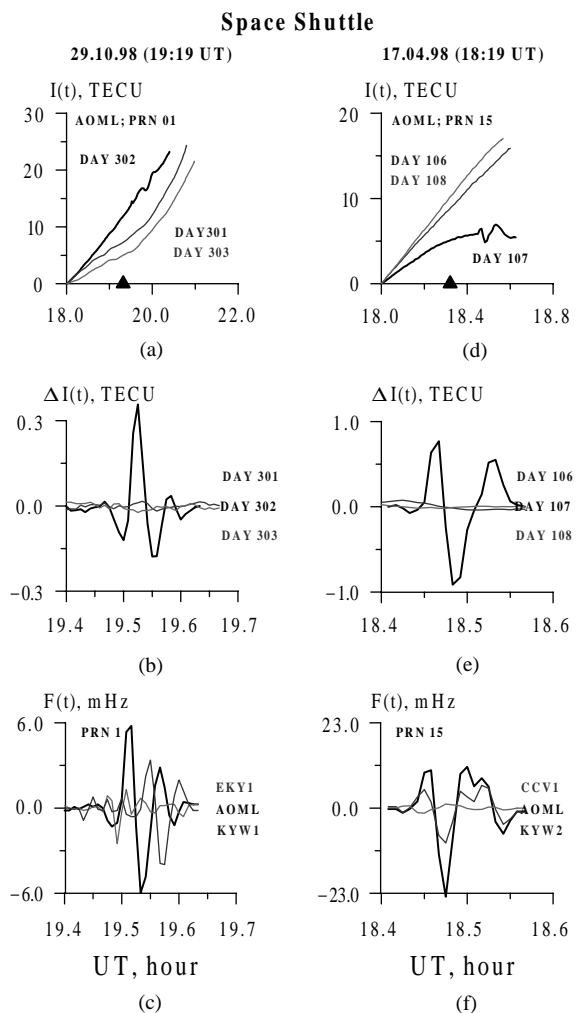 Space Shuttle
29.10.98 (19:19 UT)
17.04.98 (18:19 UT)
I(t), TECU
30
AOML; PRN 01
DAY 302
20
10
DAY301
DAY 303
0
18.0 20.0 22.0
(a)
I(t), TECU
20
AOML; PRN 15
DAY 106
DAY 108
10
DAY 107
0
18.0 18.4 18.8
(d)
Δ I(t), TECU
0.3
DAY 301
0.0
DAY 302
DAY 303
−0.3
19.4 19.5 19.6 19.7
(b)
Δ I(t), TECU
1.0
DAY 106
0.0
DAY 107
DAY 108
−1.0
18.4 18.5 18.6
(e)
F(t), mHz
6.0
PRN 1
EKY1
0.0
AOML
KYW1
−6.0
19.4 19.5 19.6 19.7
UT, hour
(c)
F(t), mHz
23.0
PRN 15
CCV1
0.0
AOML
KYW2
−23.0
18.4 18.5 18.6
UT, hour
(f)